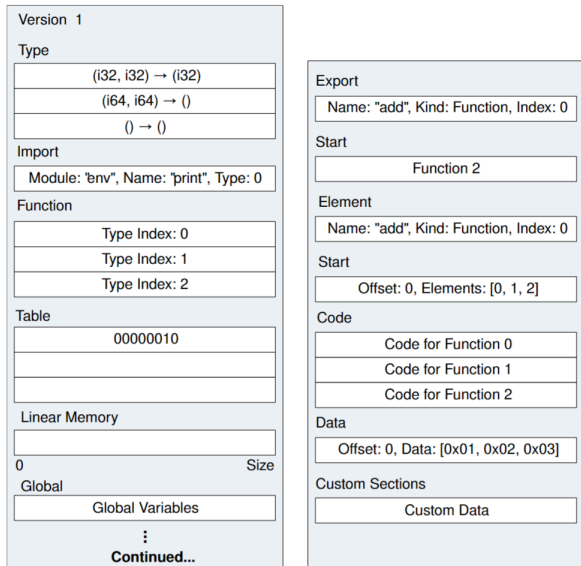 Version 1
Type
(i32, i32) → (i32)
(i64, i64) → ()
() → ()
Import
Module: "env", Name: "print", Type: 0
Function
Type Index: 0
Type Index: 1
Type Index: 2
Table
00000010
Linear Memory
0 Size
Global
Global Variables
⋮
Continued...
Export
Name: "add", Kind: Function, Index: 0
Start
Function 2
Element
Name: "add", Kind: Function, Index: 0
Start
Offset: 0, Elements: [0, 1, 2]
Code
Code for Function 0
Code for Function 1
Code for Function 2
Data
Offset: 0, Data: [0x01, 0x02, 0x03]
Custom Sections
Custom Data